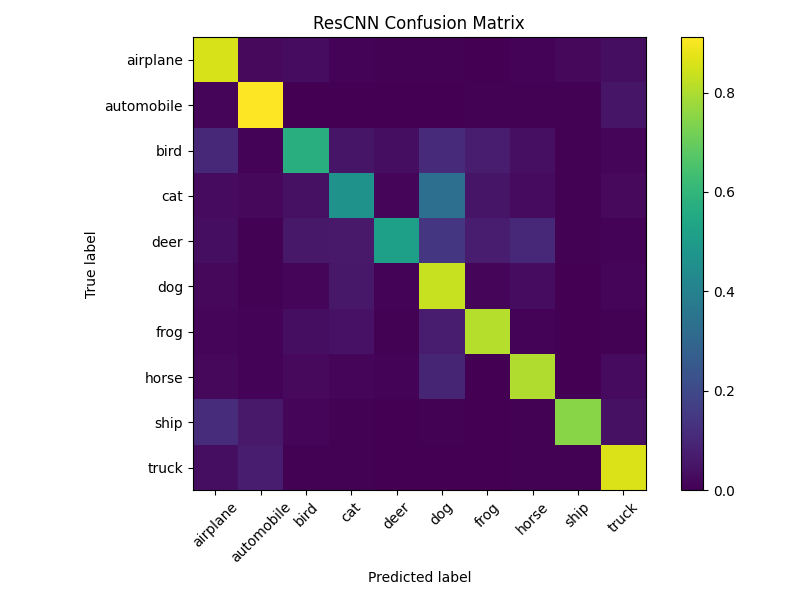 ResCNN Confusion Matrix
True label
airplane
automobile
bird
cat
deer
dog
frog
horse
ship
truck
airplane
automobile
bird
cat
deer
dog
frog
horse
ship
truck
Predicted label
0.8
0.6
0.4
0.2
0.0